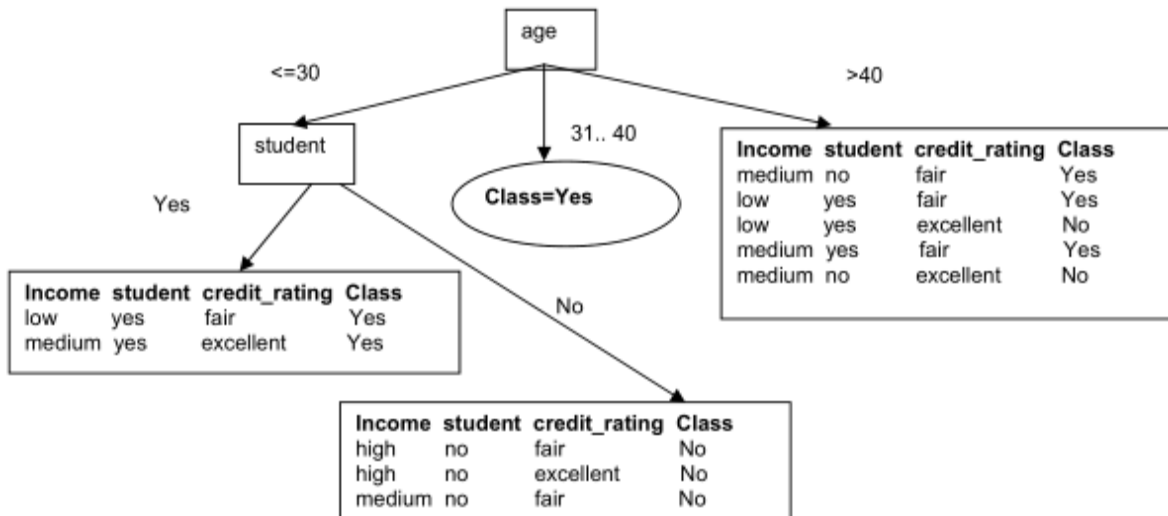 age
<=30
>40
student
31.. 40
Class=Yes
Income student credit_rating Class
medium no fair Yes
low yes fair Yes
low yes excellent No
medium yes fair Yes
medium no excellent No
Yes
No
Income student credit_rating Class
low yes fair Yes
medium yes excellent Yes
Income student credit_rating Class
high no fair No
high no excellent No
medium no fair No